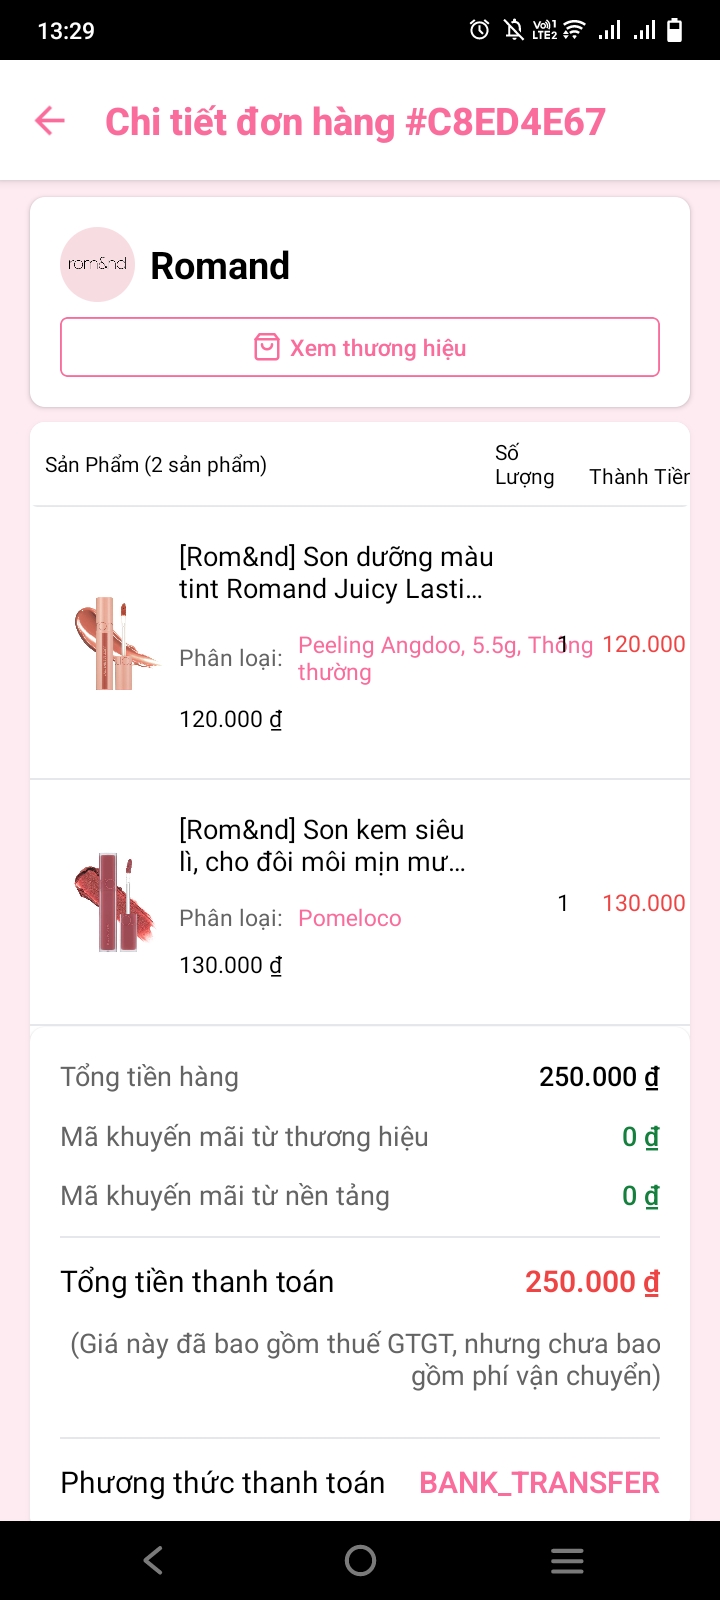 13:29
Vo)) 1
LTE2
Chi tiết đơn hàng #C8ED4E67
rom&nd
Romand
Xem thương hiệu
Sản Phẩm (2 sản phẩm)
Số
Lượng
Thành Tiền
[Rom&nd] Son dưỡng màu
tint Romand Juicy Lasti...
Phân loại:
Peeling Angdoo, 5.5g, Thông
thường
1
120.000
120.000 ₫
[Rom&nd] Son kem siêu
lì, cho đôi môi mịn mư...
Phân loại:
Pomeloco
1
130.000
130.000 ₫
Tổng tiền hàng 250.000 ₫
Mã khuyến mãi từ thương hiệu 0 ₫
Mã khuyến mãi từ nền tảng 0 ₫
Tổng tiền thanh toán 250.000 ₫
(Giá này đã bao gồm thuế GTGT, nhưng chưa bao
gồm phí vận chuyển)
Phương thức thanh toán BANK_TRANSFER